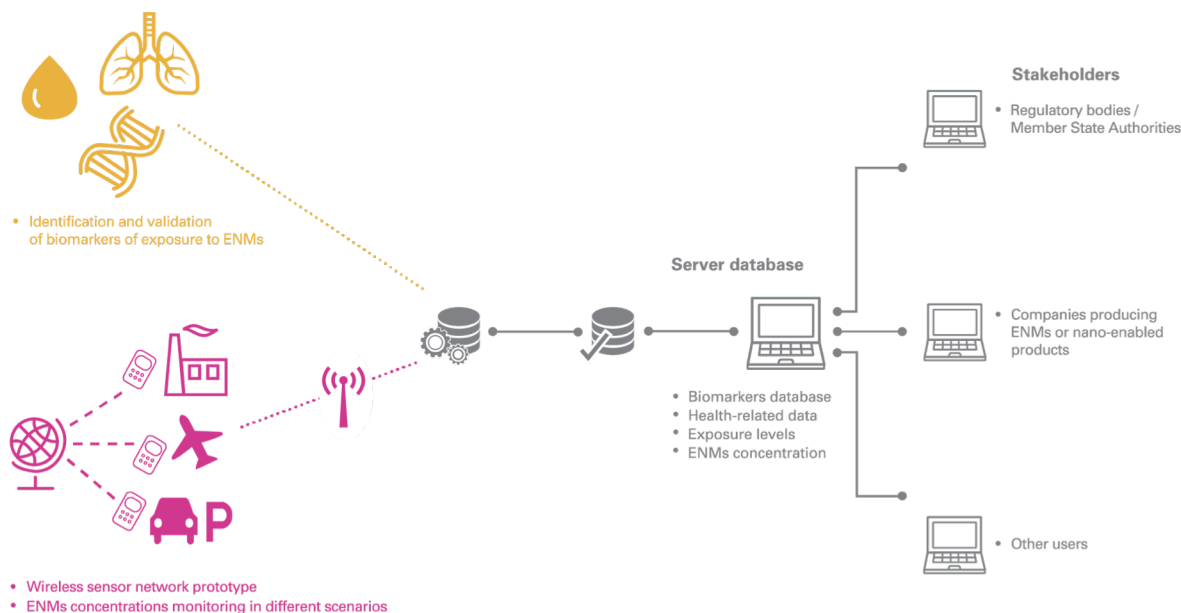 Stakeholders
• Regulatory bodies /
Member State Authorities
• Identification and validation
of biomarkers of exposure to ENMs
Server database
• Companies producing
ENMs or nano-enabled
products
• Biomarkers database
• Health-related data
• Exposure levels
• ENMs concentration
P
• Other users
• Wireless sensor network prototype
• ENMs concentrations monitoring in different scenarios